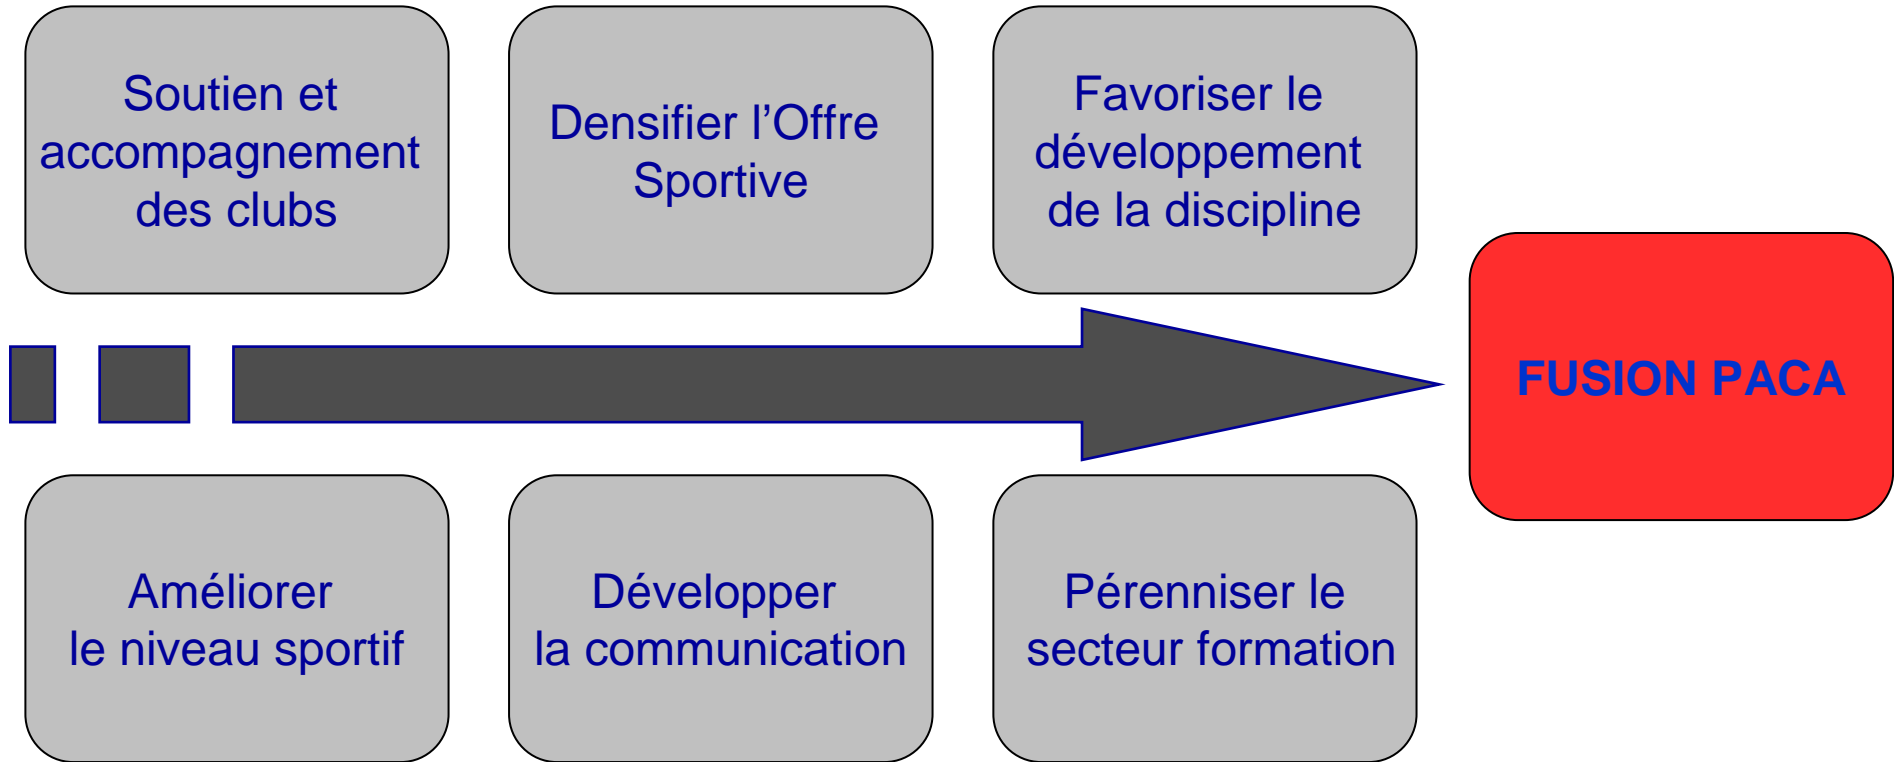 Soutien et
accompagnement
des clubs
Densifier l’Offre
Sportive
Favoriser le
développement
de la discipline
FUSION PACA
Améliorer
le niveau sportif
Développer
la communication
Pérenniser le
secteur formation